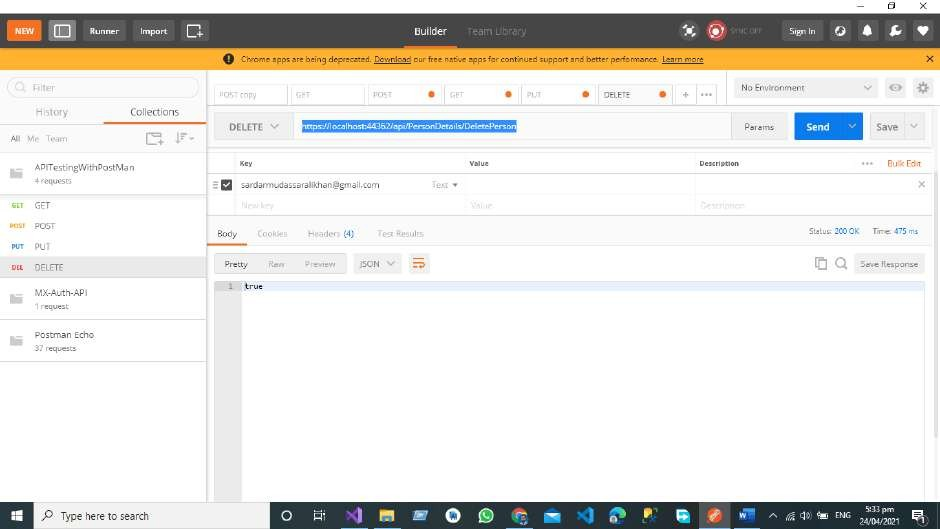 NEW Runner Import Builder Team Library SYNC OFF Sign In
Chrome apps are being deprecated. Download our free native apps for continued support and better performance. Learn more
Filter
History Collections
All Me Team
APITestingWithPostMan
4 requests
GET GET
POST POST
PUT PUT
DEL DELETE
MX-Auth-API
1 request
Postman Echo
37 requests
POST copy GET POST GET PUT DELETE No Environment
DELETE https://localhost:44362/api/PersonDetails/DeletePerson Params Send Save
Key Value Description Bulk Edit
sardarmudassaralikhan@gmail.com Text
New key Value Description
Body Cookies Headers (4) Test Results Status: 200 OK Time: 475 ms
Pretty Raw Preview JSON Save Response
1 true
Type here to search
ENG
5:33 pm
24/04/2021